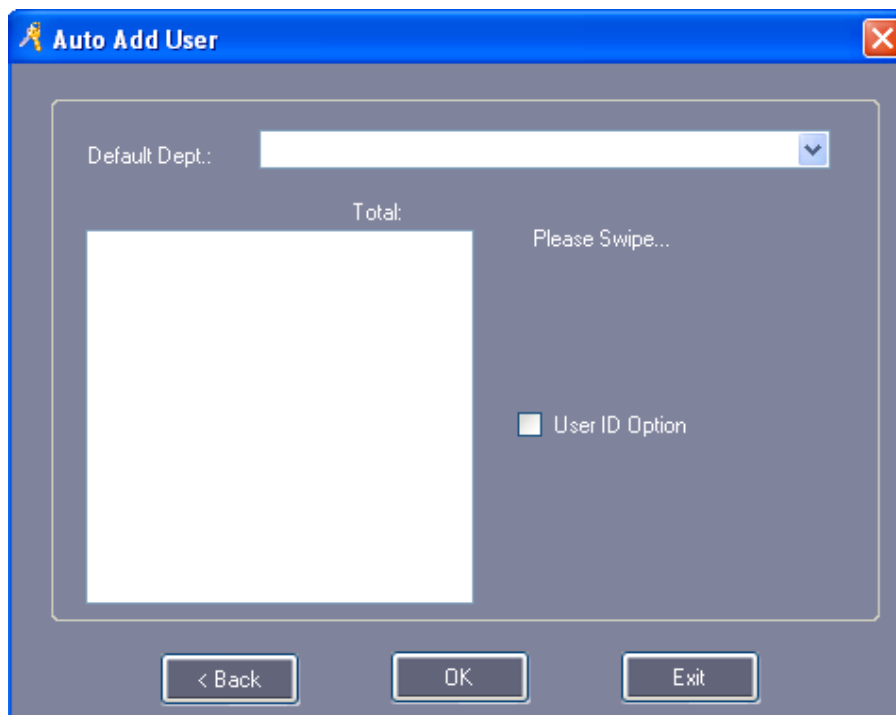 Auto Add User
Default Dept.:
Total:
Please Swipe...
User ID Option
< Back
OK
Exit